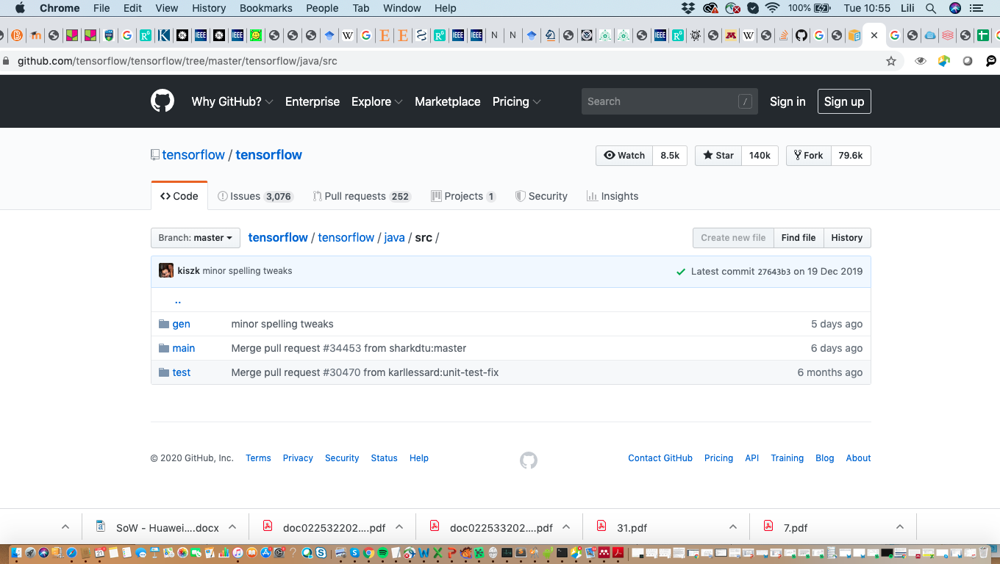 Chrome File Edit View History Bookmarks People Tab Window Help 100% Tue 10:55 Lili
github.com/tensorflow/tensorflow/tree/master/tensorflow/java/src
Why GitHub? Enterprise Explore Marketplace Pricing Search / Sign in Sign up
tensorflow / tensorflow Watch 8.5k Star 140k Fork 79.6k
Code Issues 3,076 Pull requests 252 Projects 1 Security Insights
Branch: master tensorflow / tensorflow / java / src / Create new file Find file History
kiszk minor spelling tweaks Latest commit 27643b3 on 19 Dec 2019
..
gen minor spelling tweaks 5 days ago
main Merge pull request #34453 from sharkdtu:master 6 days ago
test Merge pull request #30470 from karllessard:unit-test-fix 6 months ago
© 2020 GitHub, Inc. Terms Privacy Security Status Help Contact GitHub Pricing API Training Blog About
SoW - Huawei....docx doc022532202....pdf doc022533202....pdf 31.pdf 7.pdf